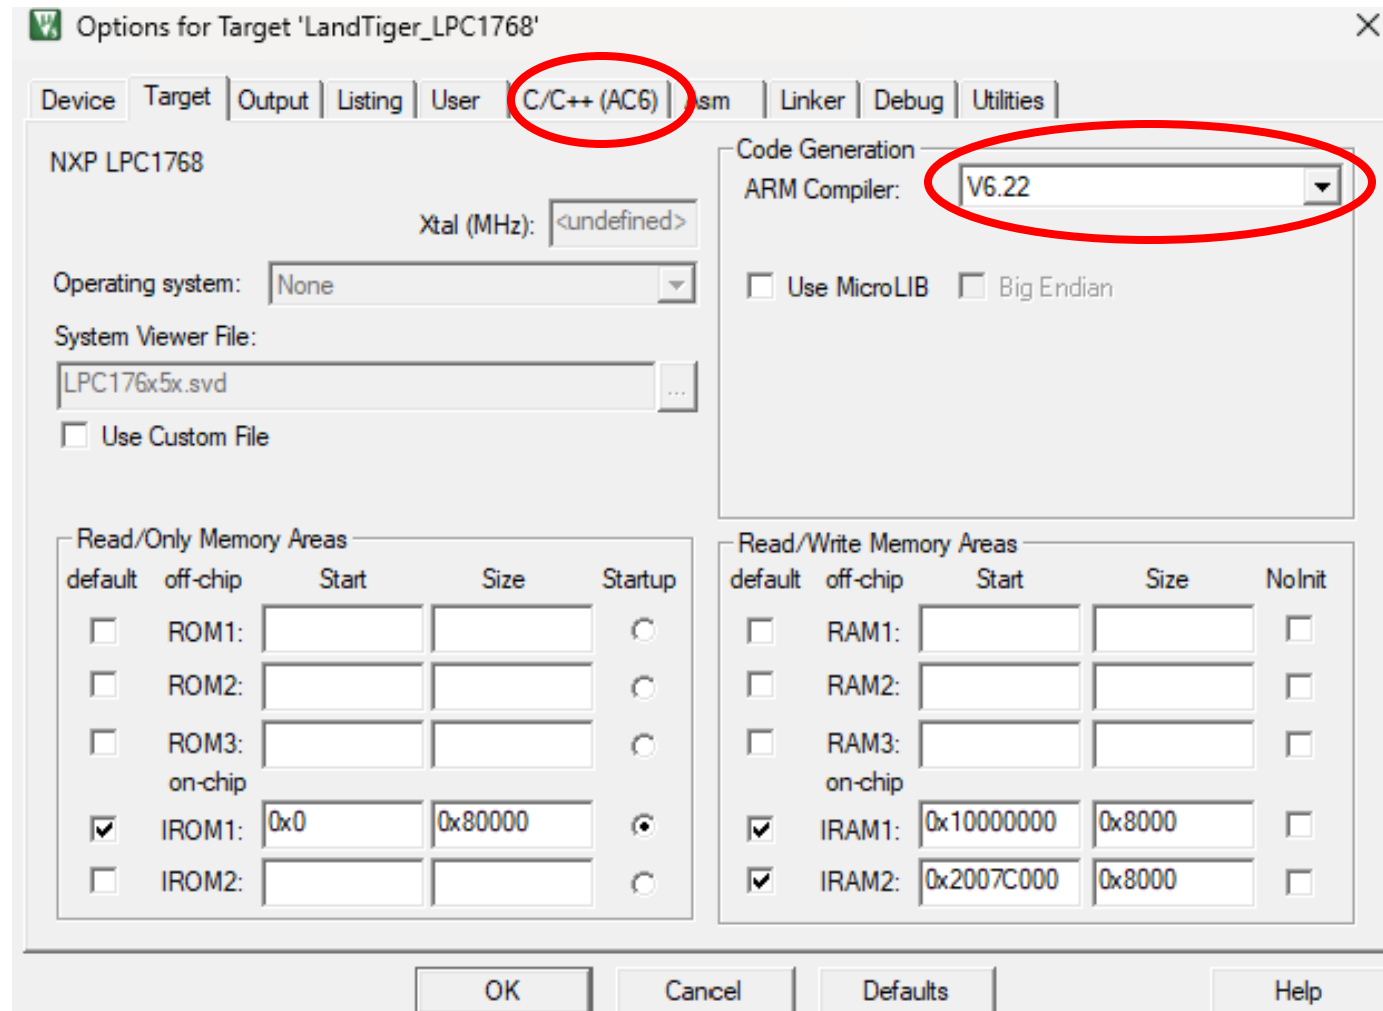 Options for Target 'LandTiger_LPC1768'
Device Target Output Listing User C/C++ (AC6) Asm Linker Debug Utilities
NXP LPC1768
Xtal (MHz): <undefined>
Operating system: None
System Viewer File:
LPC176x5x.svd ...
Use Custom File
Code Generation
ARM Compiler: V6.22
Use MicroLIB Big Endian
Read/Only Memory Areas
default off-chip Start Size Startup
ROM1:
ROM2:
ROM3:
on-chip
IROM1: 0x0 0x80000
IROM2:
Read/Write Memory Areas
default off-chip Start Size NoInit
RAM1:
RAM2:
RAM3:
on-chip
IRAM1: 0x10000000 0x8000
IRAM2: 0x2007C000 0x8000
OK Cancel Defaults Help